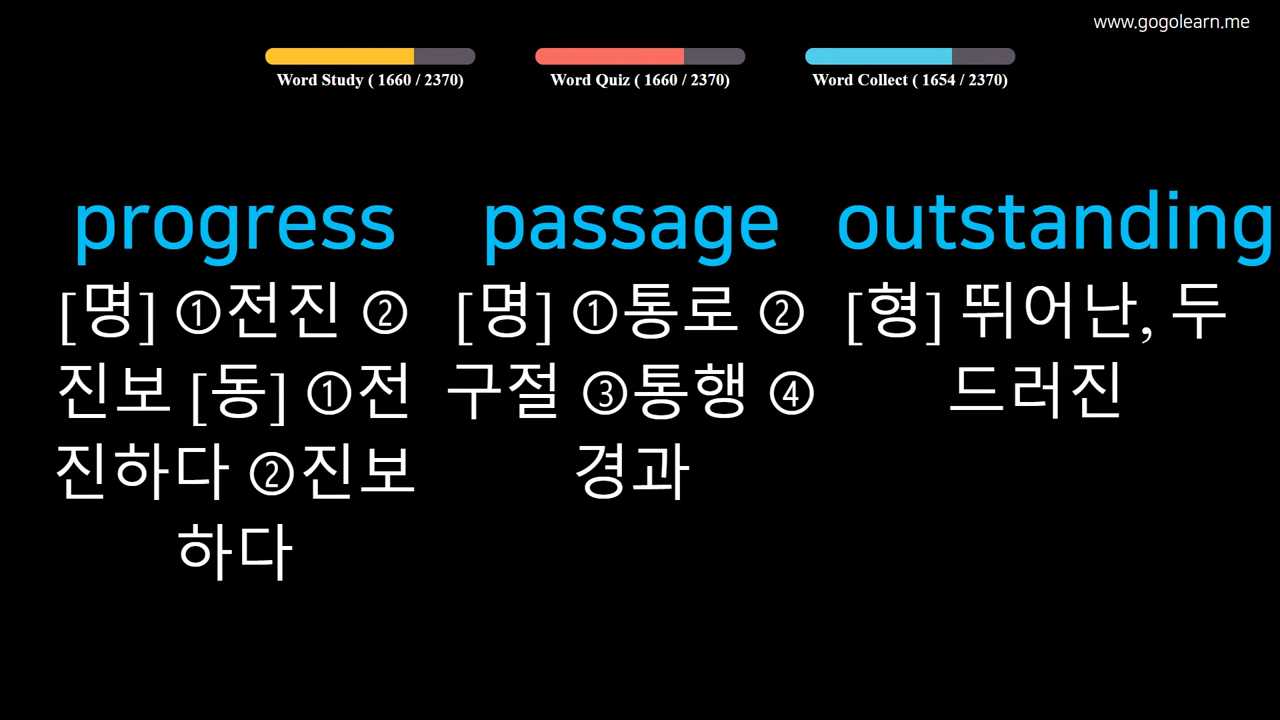 www.gogolearn.me
Word Study ( 1660 / 2370)
Word Quiz ( 1660 / 2370)
Word Collect ( 1654 / 2370)
progress
[명] ①전진 ②
진보 [동] ①전
진하다 ②진보
하다
passage
[명] ①통로 ②
구절 ③통행 ④
경과
outstanding
[형] 뛰어난, 두
드러진